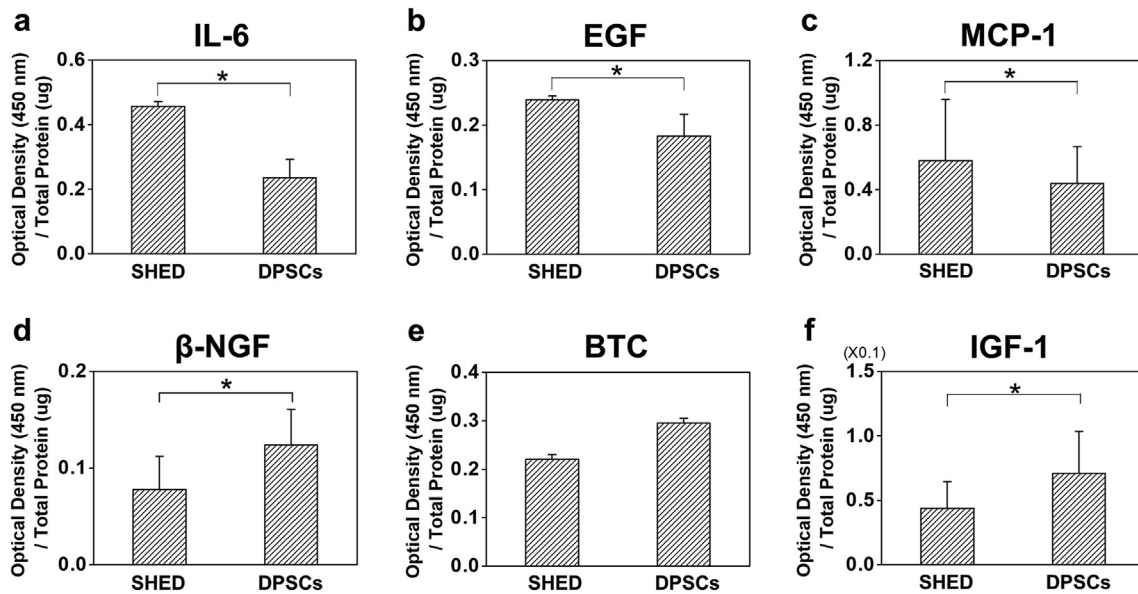 a
IL-6
Optical Density (450 nm)
/ Total Protein (ug)
0.6
0.4
0.2
0.0
*
SHED
DPSCs
b
EGF
Optical Density (450 nm)
/ Total Protein (ug)
0.3
0.2
0.1
0.0
*
SHED
DPSCs
c
MCP-1
Optical Density (450 nm)
/ Total Protein (ug)
1.2
0.8
0.4
0.0
*
SHED
DPSCs
d
β-NGF
Optical Density (450 nm)
/ Total Protein (ug)
0.2
0.1
0.0
*
SHED
DPSCs
e
BTC
Optical Density (450 nm)
/ Total Protein (ug)
0.4
0.3
0.2
0.1
0.0
SHED
DPSCs
f
IGF-1
(X0.1)
Optical Density (450 nm)
/ Total Protein (ug)
1.5
1.0
0.5
0.0
*
SHED
DPSCs